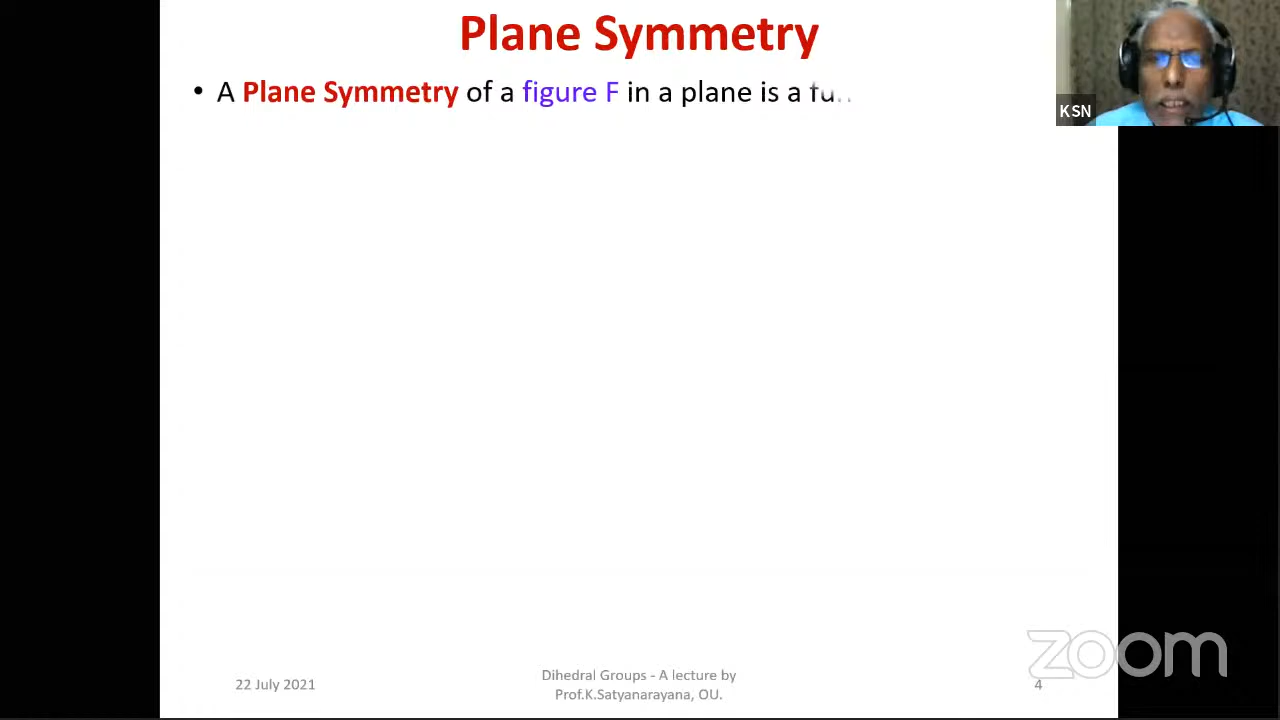 Plane Symmetry
• A Plane Symmetry of a figure F in a plane is a
KSN
zoom
22 July 2021
Dihedral Groups - A lecture by
Prof.K.Satyanarayana, OU.
4